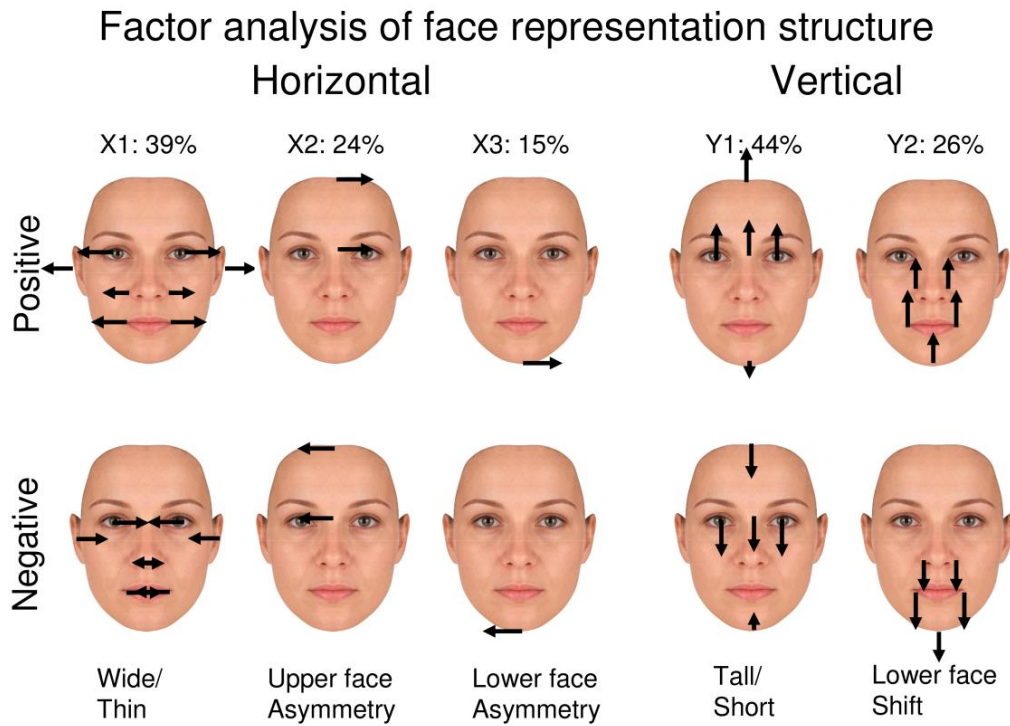 Factor analysis of face representation structure
Horizontal
Vertical
X1: 39%
X2: 24%
X3: 15%
Y1: 44%
Y2: 26%
Positive
Negative
Wide/
Thin
Upper face
Asymmetry
Lower face
Asymmetry
Tall/
Short
Lower face
Shift